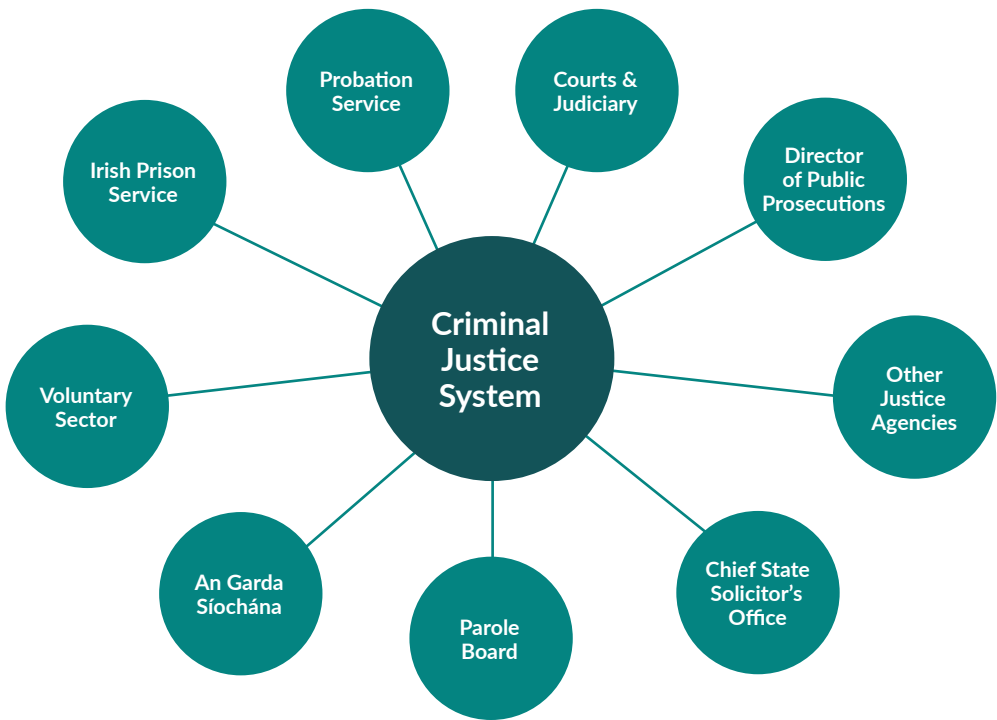 Probation
Service
Courts &
Judiciary
Director
of Public
Prosecutions
Irish Prison
Service
Criminal
Justice
System
Other
Justice
Agencies
Voluntary
Sector
An Garda
Síochána
Parole
Board
Chief State
Solicitor’s
Office